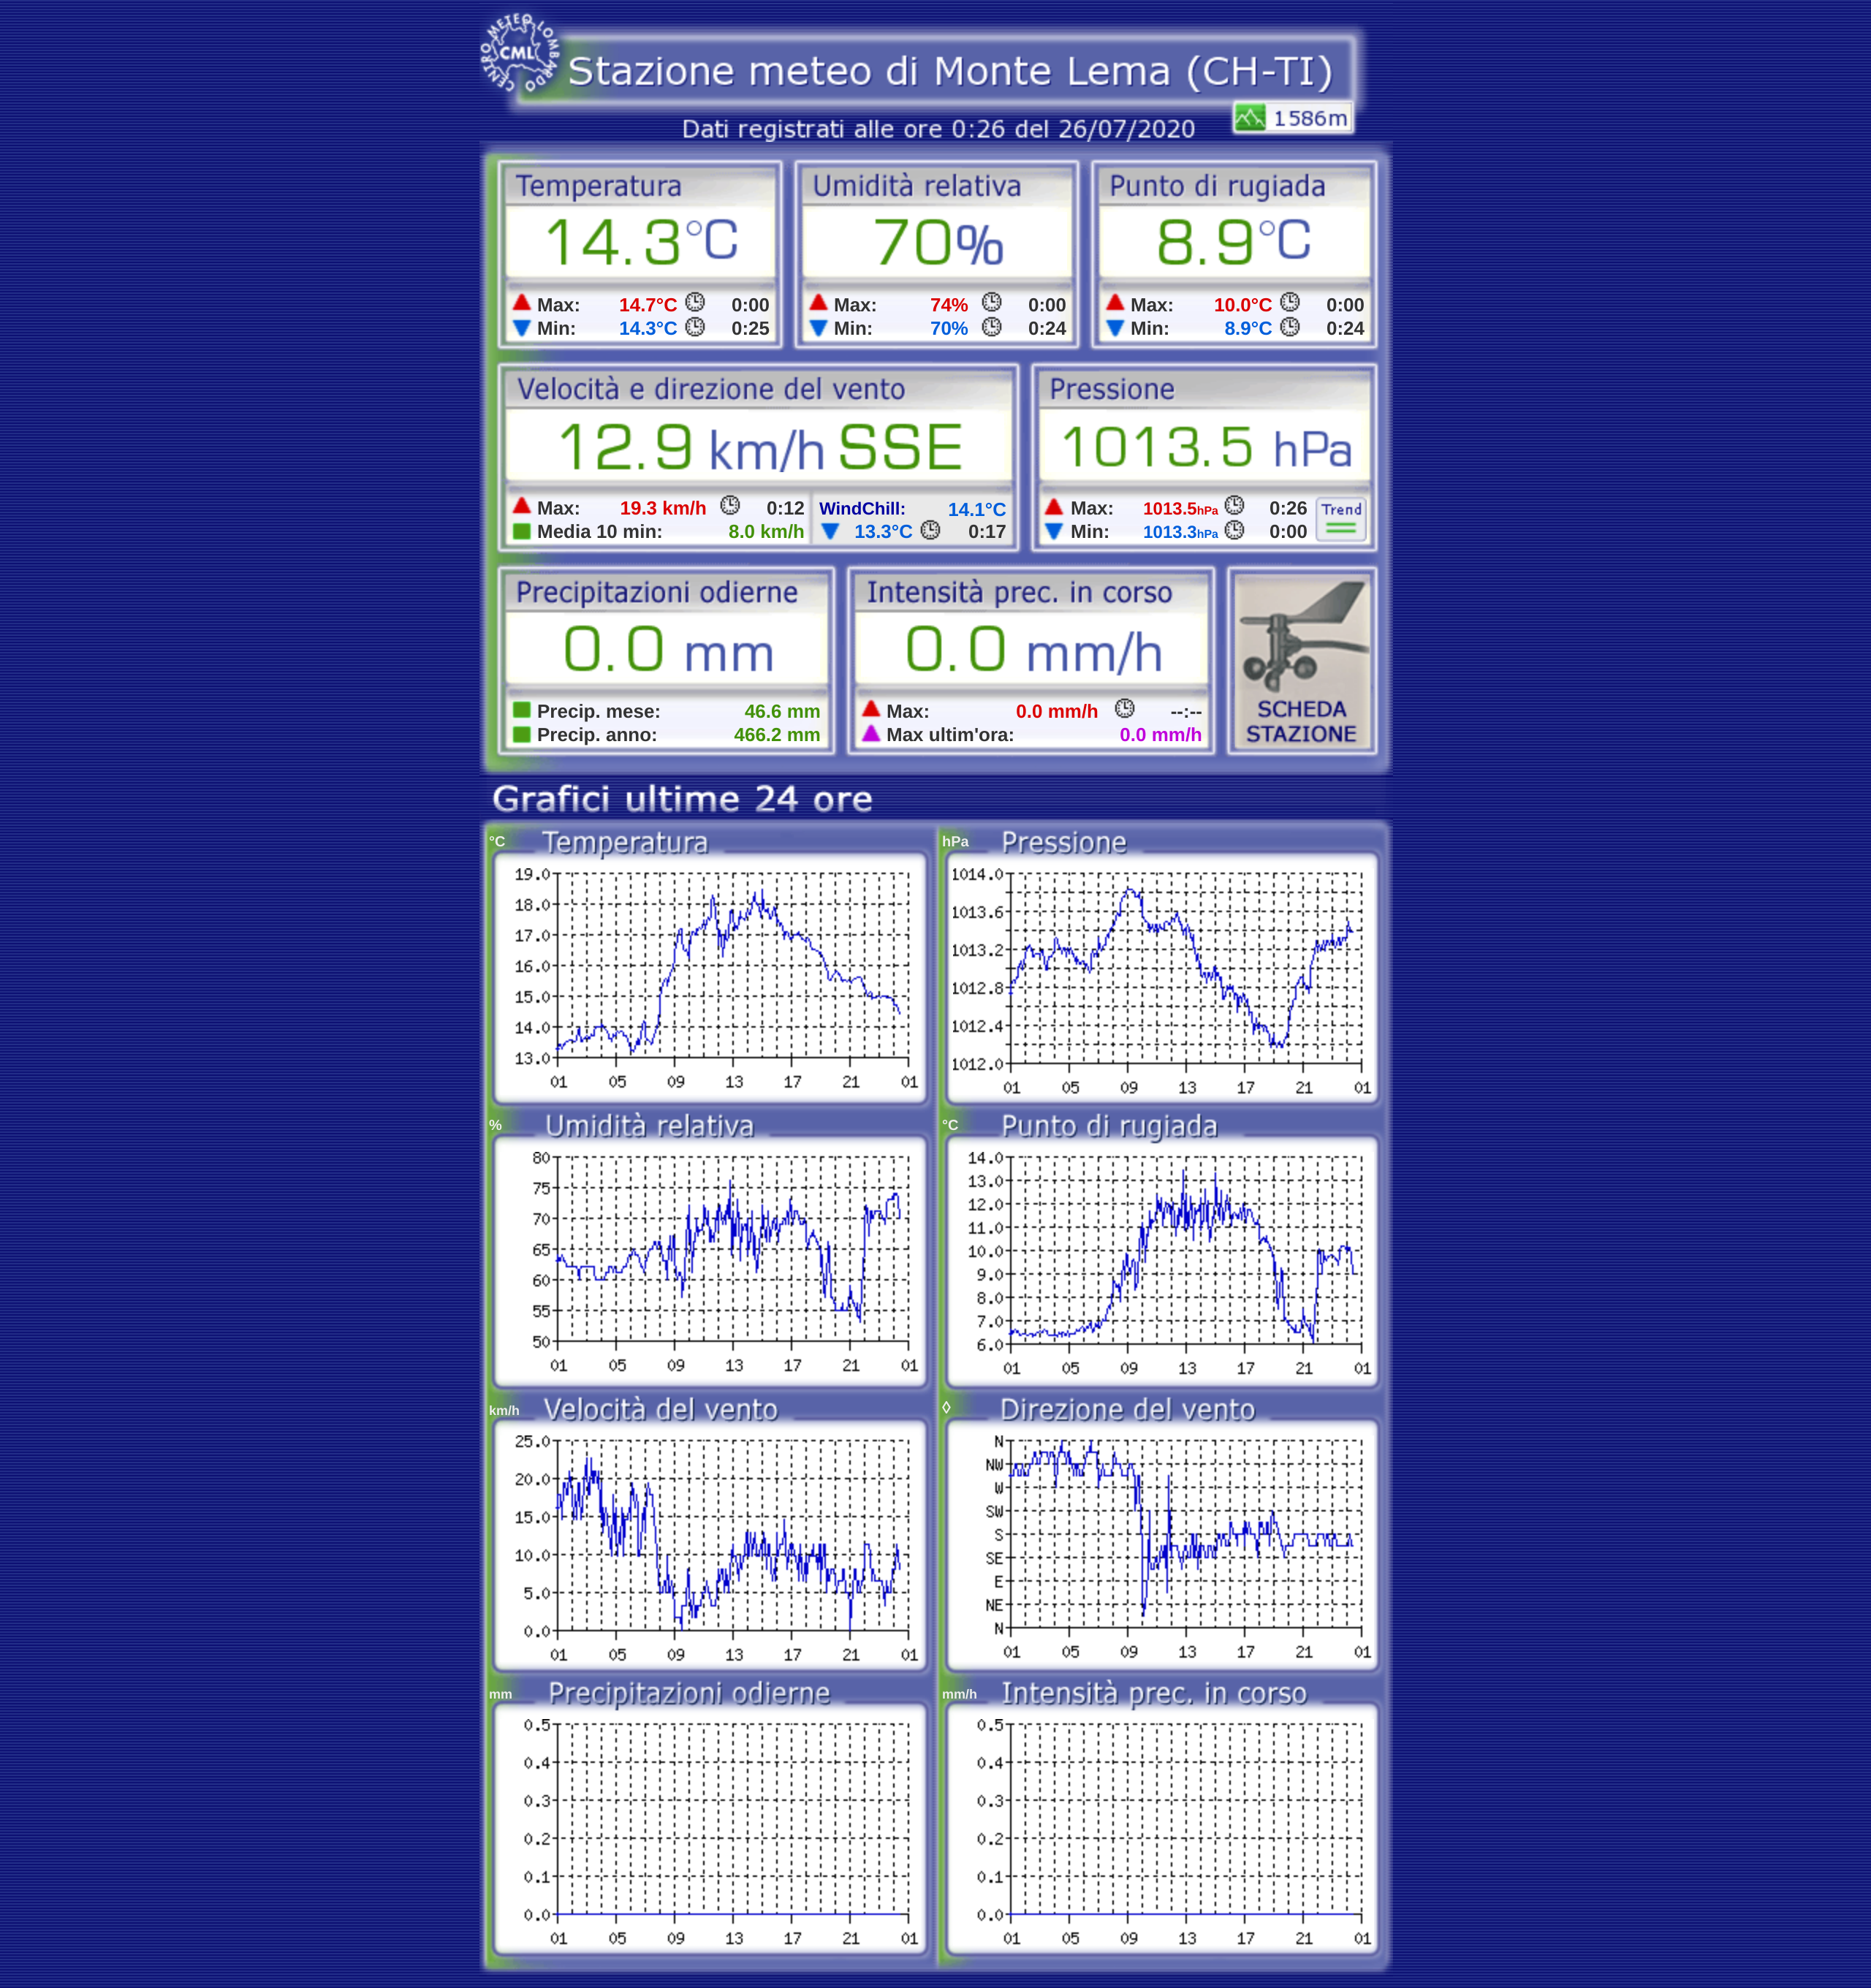 CENTRO METEO LOMBARDO
CML
Stazione meteo di Monte Lema (CH-TI)
1586m
Dati registrati alle ore 0:26 del 26/07/2020
Temperatura Umidità relativa Punto di rugiada
14.3°C 70% 8.9°C
Max: 14.7°C 0:00 Max: 74% 0:00 Max: 10.0°C 0:00
Min: 14.3°C 0:25 Min: 70% 0:24 Min: 8.9°C 0:24
Velocità e direzione del vento Pressione
12.9 km/h SSE 1013.5 hPa
Max: 19.3 km/h 0:12 WindChill: 14.1°C Max: 1013.5hPa 0:26 Trend
Media 10 min: 8.0 km/h 13.3°C 0:17 Min: 1013.3hPa 0:00
Precipitazioni odierne Intensità prec. in corso
0.0 mm 0.0 mm/h
Precip. mese: 46.6 mm Max: 0.0 mm/h --:-- SCHEDA
Precip. anno: 466.2 mm Max ultim'ora: 0.0 mm/h STAZIONE
Grafici ultime 24 ore
°C Temperatura
19.0
18.0
17.0
16.0
15.0
14.0
13.0
01 05 09 13 17 21 01
hPa Pressione
1014.0
1013.6
1013.2
1012.8
1012.4
1012.0
01 05 09 13 17 21 01
% Umidità relativa
80
75
70
65
60
55
50
01 05 09 13 17 21 01
°C Punto di rugiada
14.0
13.0
12.0
11.0
10.0
9.0
8.0
7.0
6.0
01 05 09 13 17 21 01
km/h Velocità del vento
25.0
20.0
15.0
10.0
5.0
0.0
01 05 09 13 17 21 01
◊ Direzione del vento
N
NW
W
SW
S
SE
E
NE
N
01 05 09 13 17 21 01
mm Precipitazioni odierne
0.5
0.4
0.3
0.2
0.1
0.0
01 05 09 13 17 21 01
mm/h Intensità prec. in corso
0.5
0.4
0.3
0.2
0.1
0.0
01 05 09 13 17 21 01